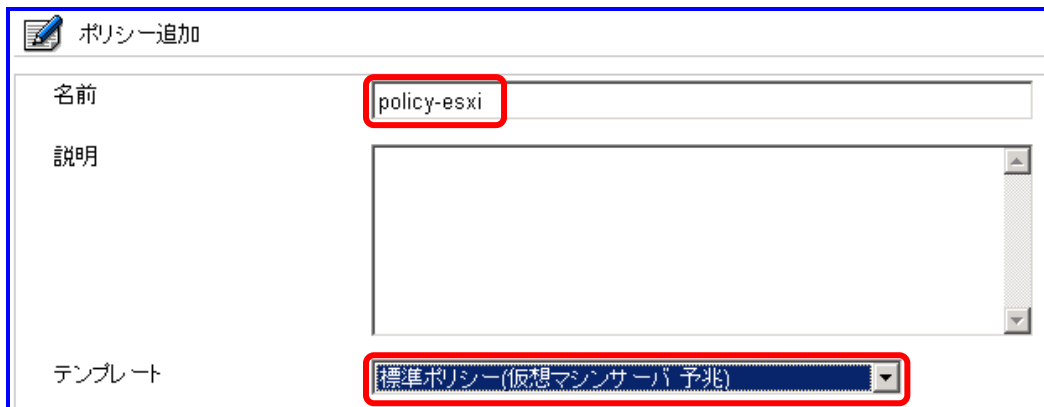 ポリシー追加
名前
policy-esxi
説明
テンプレート
標準ポリシー(仮想マシンサーバ 予兆)